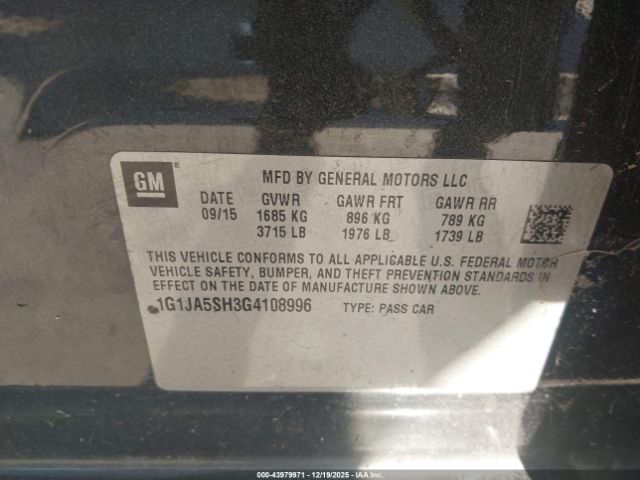 GM
®
MFD BY GENERAL MOTORS LLC
DATE GVWR GAWR FRT GAWR RR
09/15 1685 KG 896 KG 789 KG
3715 LB 1976 LB 1739 LB
THIS VEHICLE CONFORMS TO ALL APPLICABLE U.S. FEDERAL MOTOR
VEHICLE SAFETY, BUMPER, AND THEFT PREVENTION STANDARDS IN
EFFECT ON THE DATE OF MANUFACTURE SHOWN ABOVE.
1G1JA5SH3G4108996 TYPE: PASS CAR
000-43979971 | 12/19/2025 | IAA Inc.